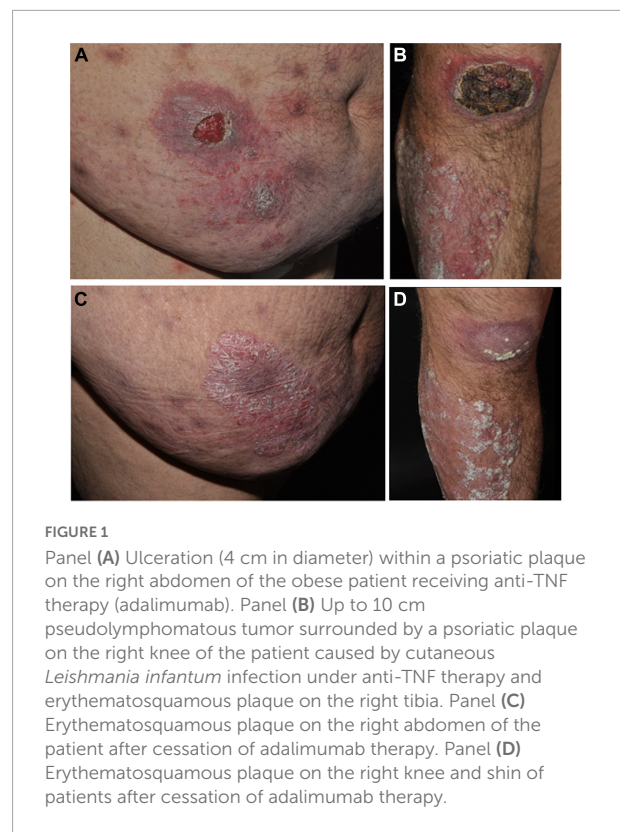 A
B
C
D
FIGURE 1
Panel (A) Ulceration (4 cm in diameter) within a psoriatic plaque
on the right abdomen of the obese patient receiving anti-TNF
therapy (adalimumab). Panel (B) Up to 10 cm
pseudolymphomatous tumor surrounded by a psoriatic plaque
on the right knee of the patient caused by cutaneous
Leishmania infantum infection under anti-TNF therapy and
erythematosquamous plaque on the right tibia. Panel (C)
Erythematosquamous plaque on the right abdomen of the
patient after cessation of adalimumab therapy. Panel (D)
Erythematosquamous plaque on the right knee and shin of
patients after cessation of adalimumab therapy.